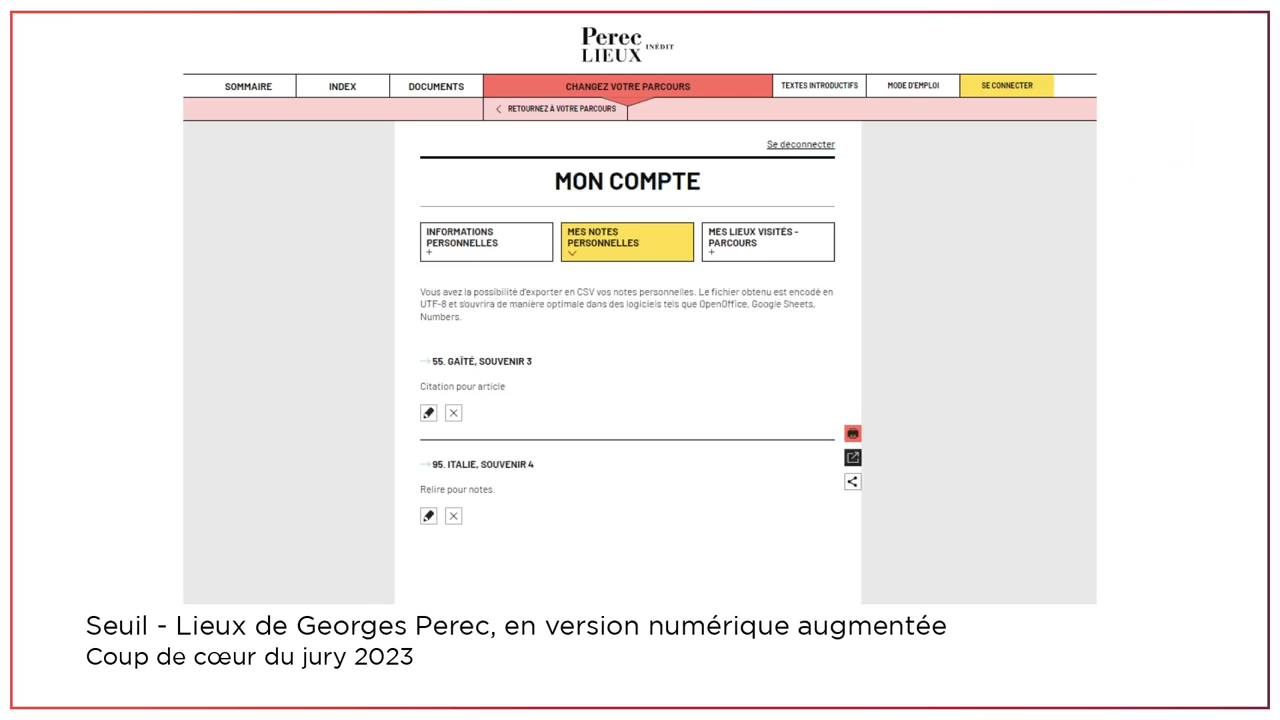 Perec
LIEUX INÉDIT
SOMMAIRE
INDEX
DOCUMENTS
CHANGEZ VOTRE PARCOURS
TEXTES INTRODUCTIFS
MODE D'EMPLOI
SE CONNECTER
RETOURNEZ À VOTRE PARCOURS
Se déconnecter
MON COMPTE
INFORMATIONS
PERSONNELLES
+
MES NOTES
PERSONNELLES
MES LIEUX VISITÉS -
PARCOURS
+
Vous avez la possibilité d'exporter en CSV vos notes personnelles. Le fichier obtenu est encodé en
UTF-8 et s'ouvrira de manière optimale dans des logiciels tels que OpenOffice, Google Sheets,
Numbers.
→ 55. GAÎTÉ, SOUVENIR 3
Citation pour article
→ 95. ITALIE, SOUVENIR 4
Relire pour notes.
Seuil - Lieux de Georges Perec, en version numérique augmentée
Coup de cœur du jury 2023